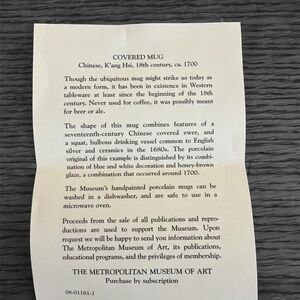 COVERED MUG
Chinese, K'ang Hsi, 18th century, ca. 1700
Though the ubiquitous mug might strike us today as
a modern form, it has been in existence in Western
tableware at least since the beginning of the 18th
century. Never used for coffee, it was possibly meant
for beer or ale.
The shape of this mug combines features of a
seventeenth-century Chinese covered ewer, and
a squat, bulbous drinking vessel common to English
silver and ceramics in the 1680s. The porcelain
original of this example is distinguished by its combi-
nation of blue and white decoration and honey-brown
glaze, a combination that occurred around 1700.
The Museum's handpainted porcelain mugs can be
washed in a dishwasher, and are safe to use in a
microwave oven.
Proceeds from the sale of all publications and repro-
ductions are used to support the Museum. Upon
request we will be happy to send you information about
The Metropolitan Museum of Art, its publications,
educational programs, and the privileges of membership.
THE METROPOLITAN MUSEUM OF ART
Purchase by subscription
08-01161-1